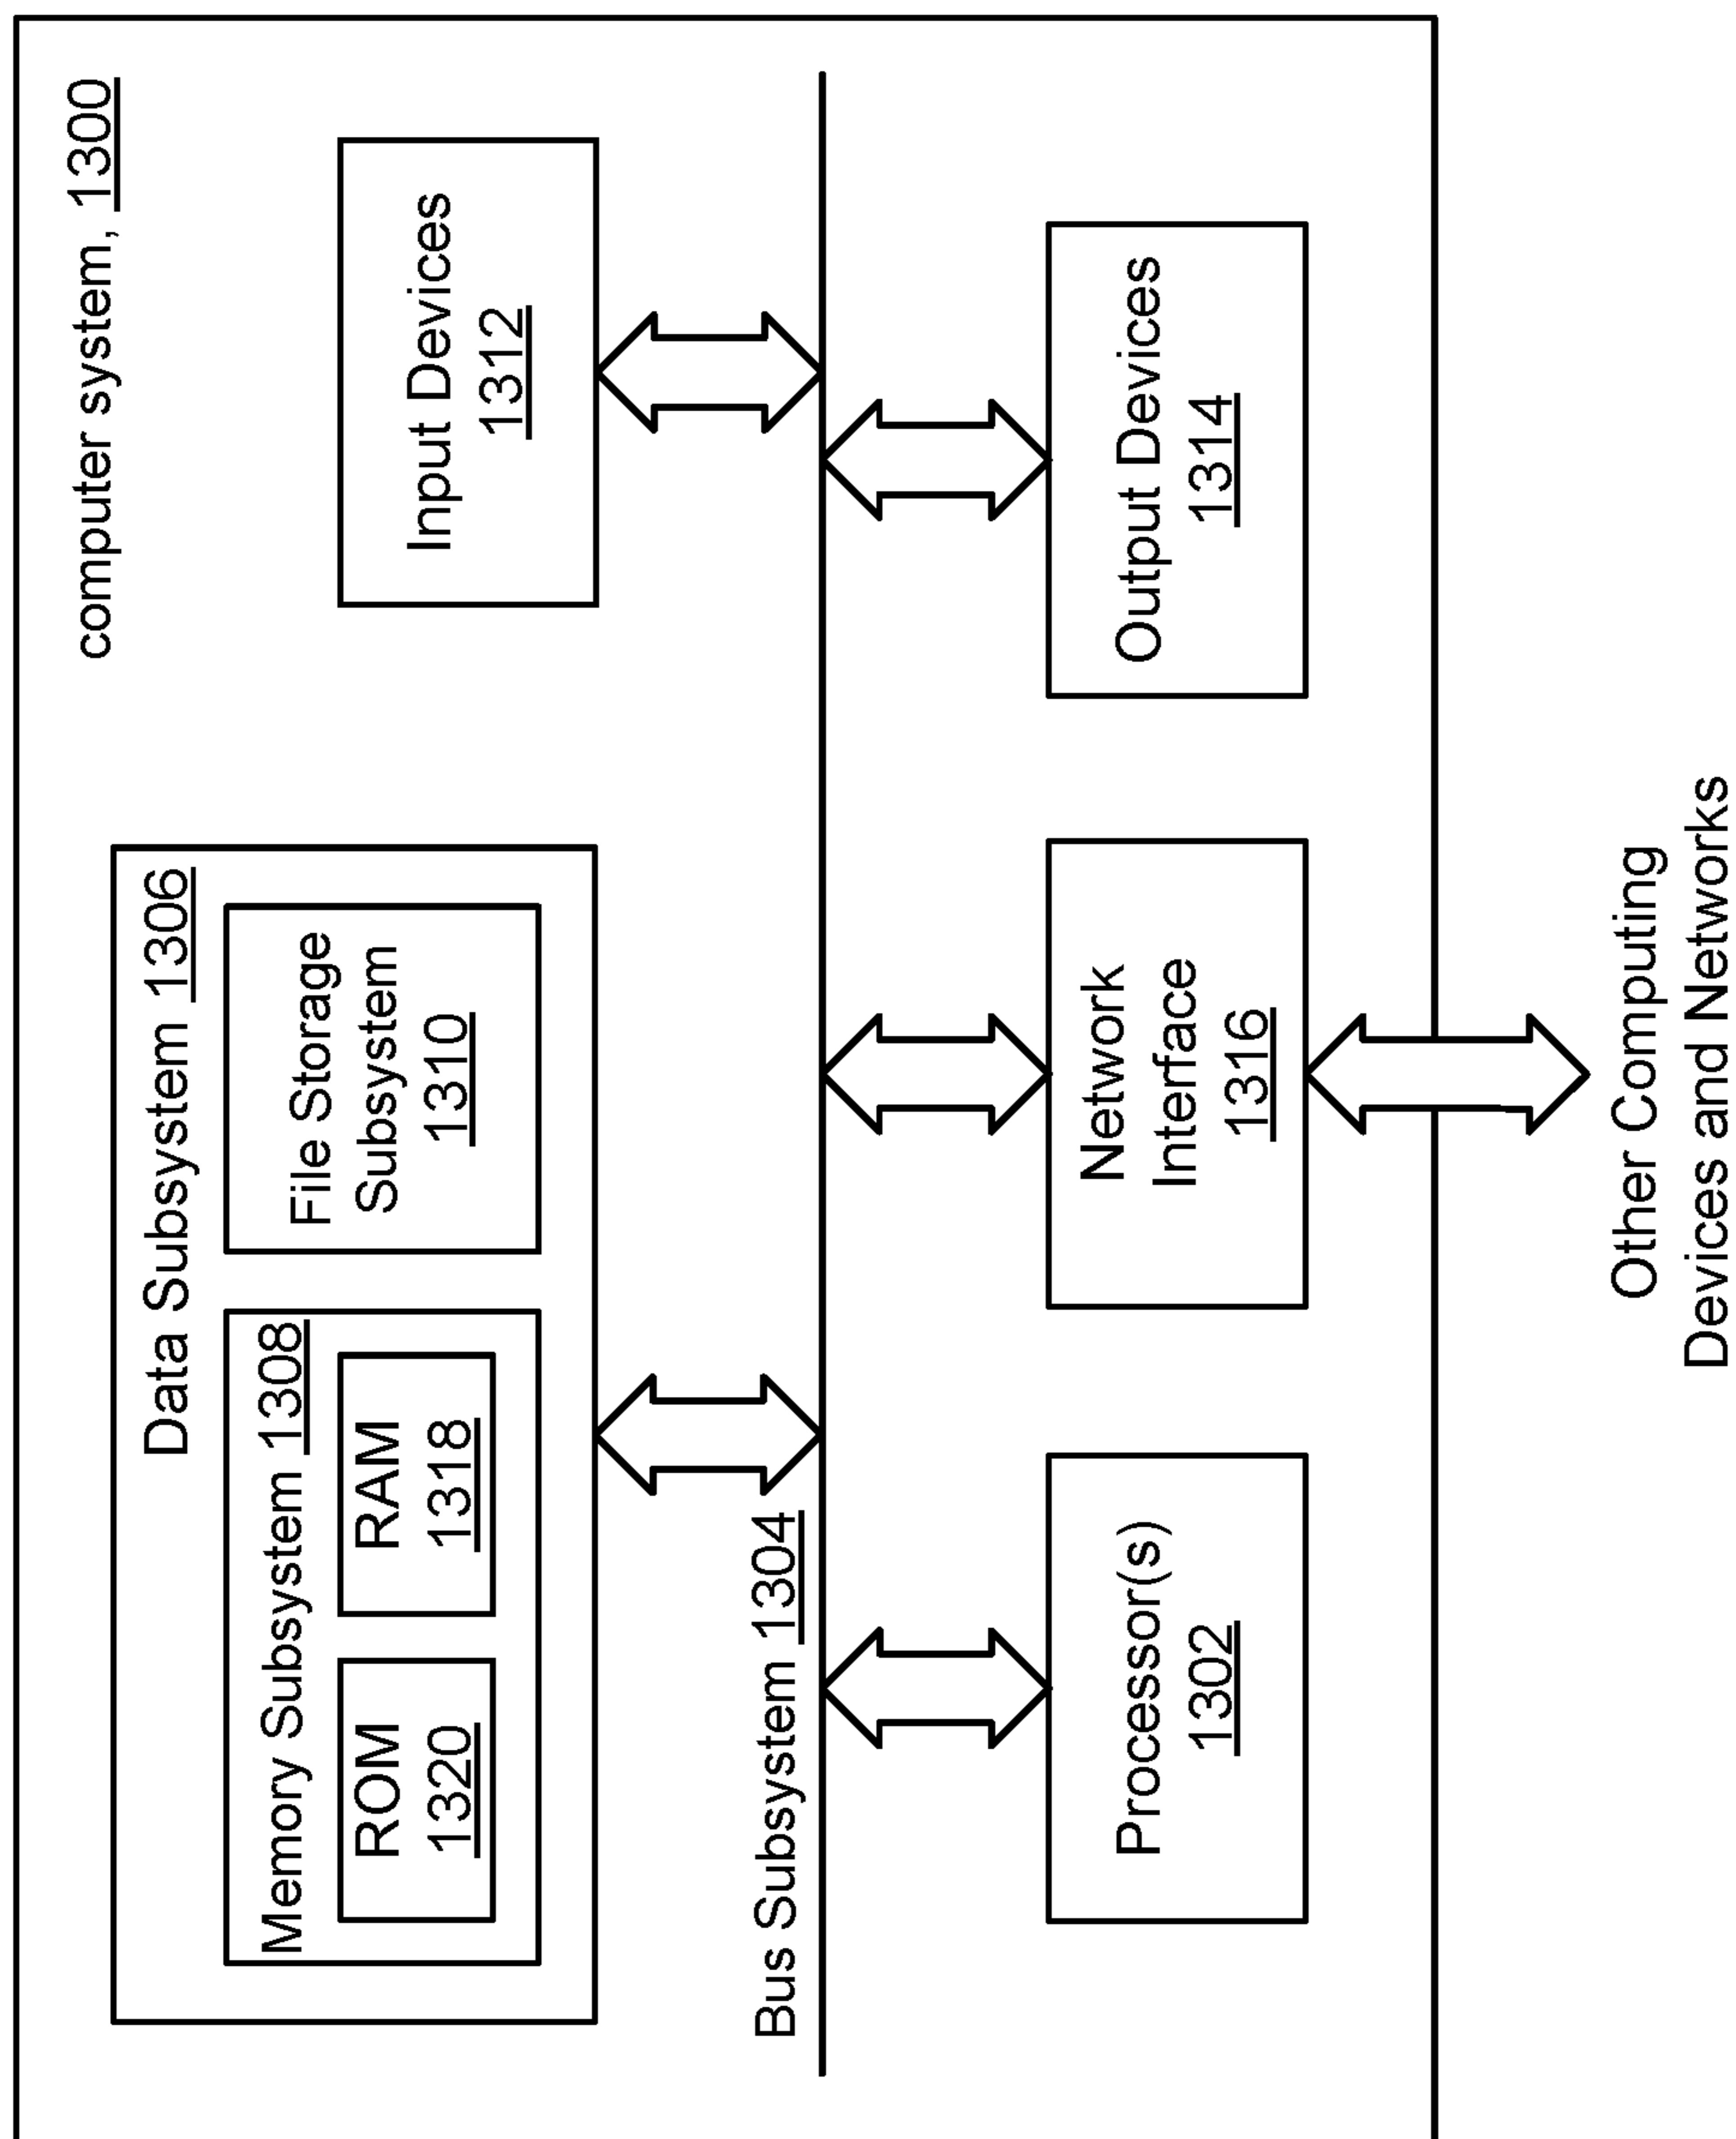 computer system, 1300
Data Subsystem 1306
Memory Subsystem 1308
ROM
1320
RAM
1318
File Storage
Subsystem
1310
Input Devices
1312
Bus Subsystem 1304
Processor(s)
1302
Network
Interface
1316
Output Devices
1314
Other Computing
Devices and Networks